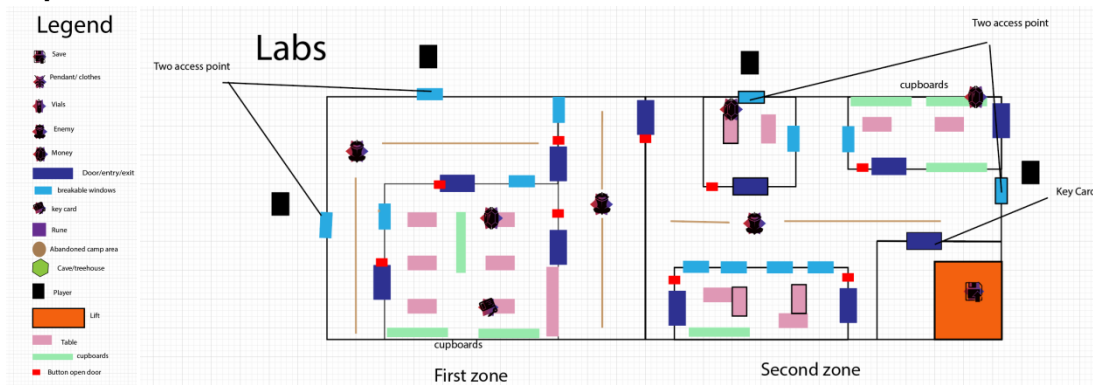 Legend
Save
Pendant/ clothes
Vials
Enemy
Money
Door/entry/exit
breakable windows
key card
Rune
Abandoned camp area
Cave/treehouse
Player
Lift
Table
cupboards
Button open door
Labs
Two access point
Two access point
cupboards
Key Card
cupboards
First zone
Second zone